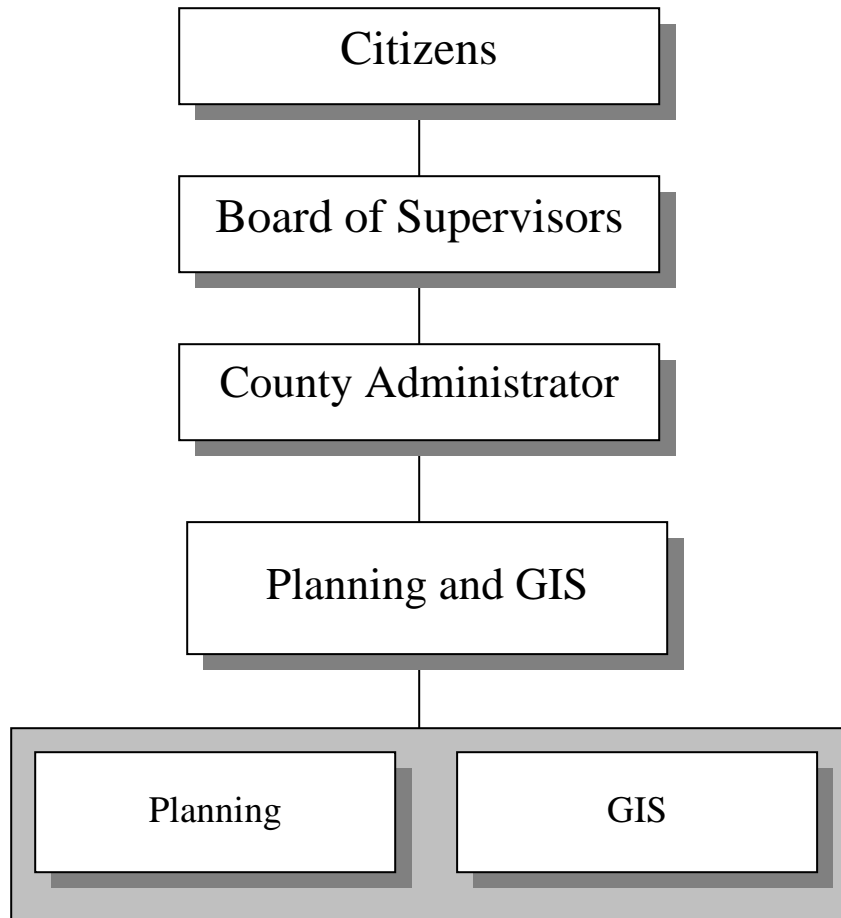 Citizens
Board of Supervisors
County Administrator
Planning and GIS
Planning
GIS